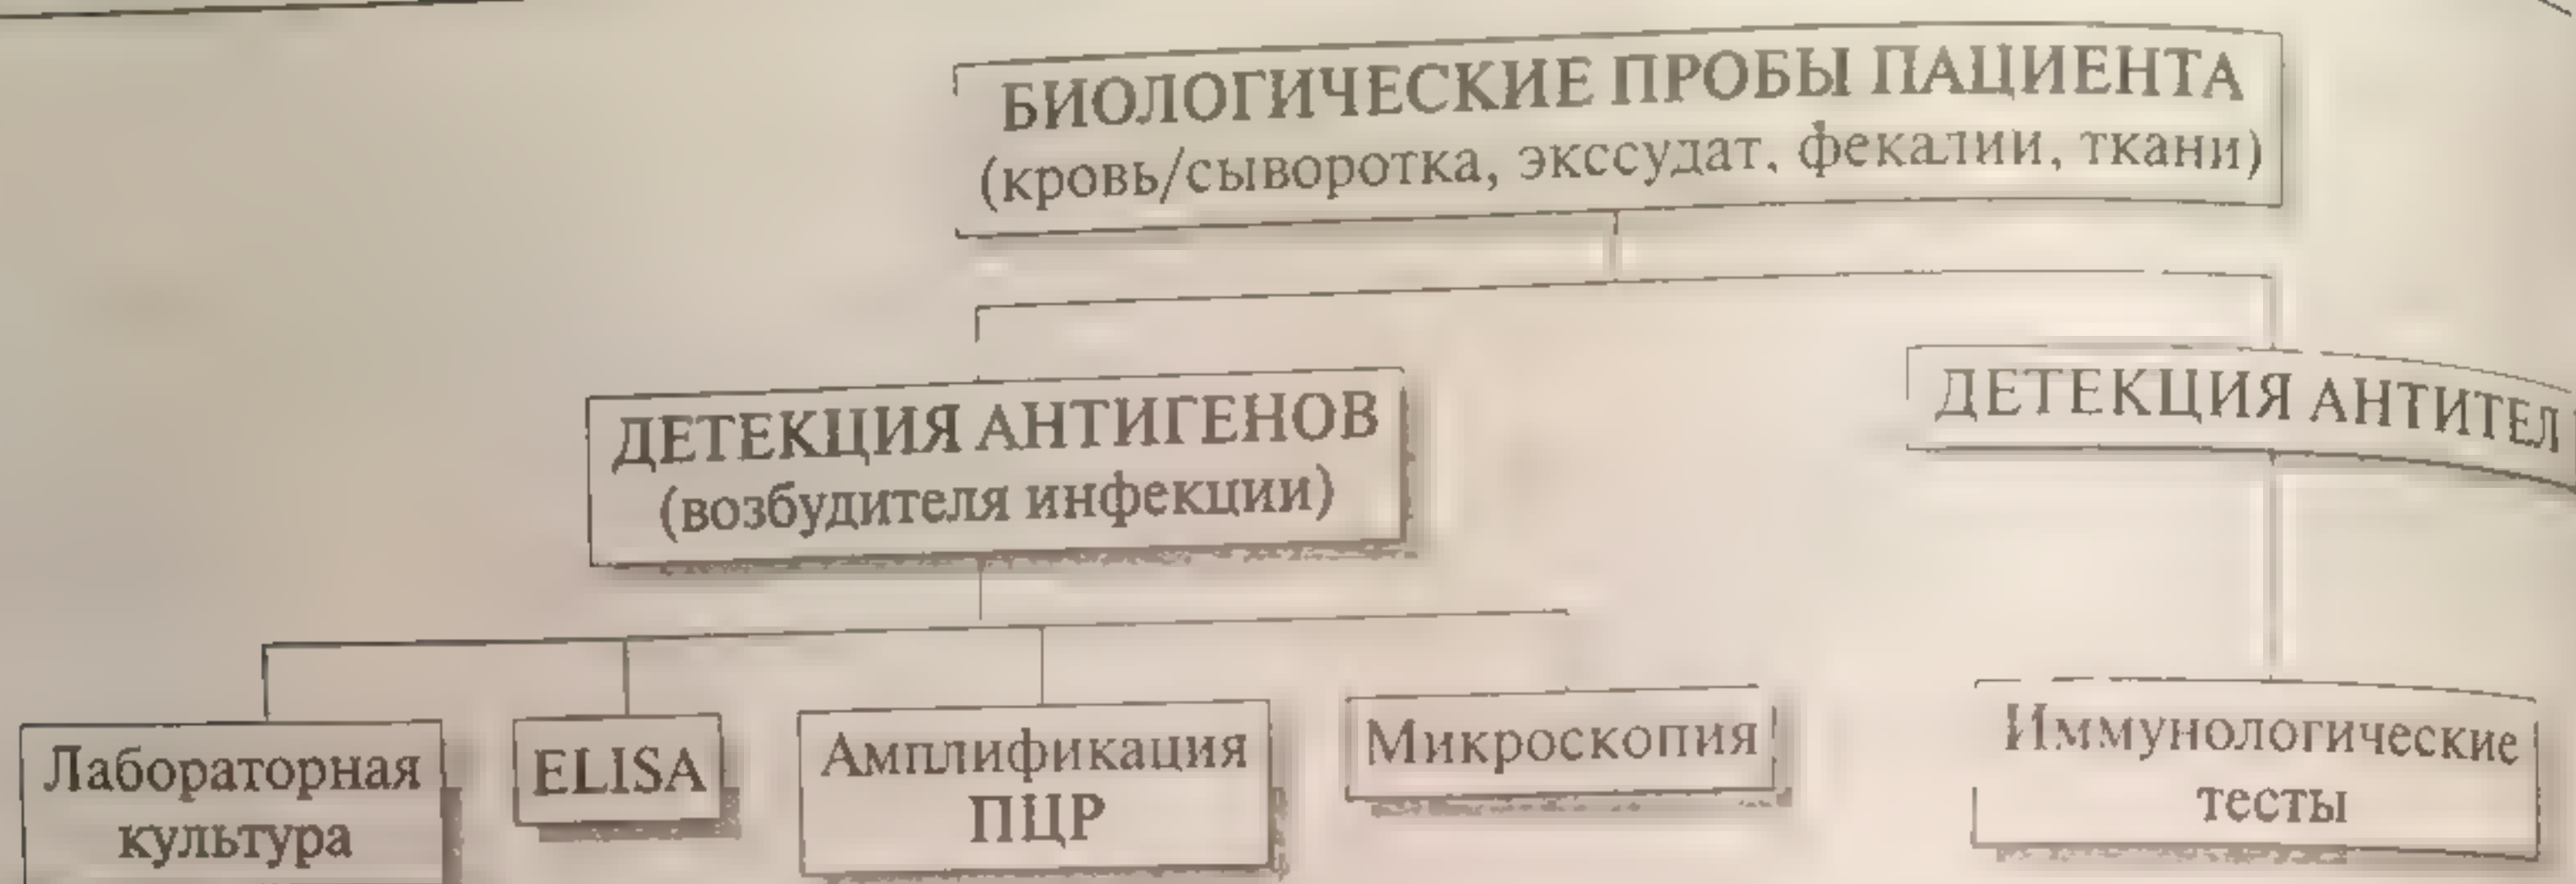 БИОЛОГИЧЕСКИЕ ПРОБЫ ПАЦИЕНТА
(кровь/сыворотка, экссудат, фекалии, ткани)
ДЕТЕКЦИЯ АНТИГЕНОВ
(возбудителя инфекции)
ДЕТЕКЦИЯ АНТИТЕЛ
Лабораторная
культура
ELISA
Амплификация
ПЦР
Микроскопия
Иммунологические
тесты